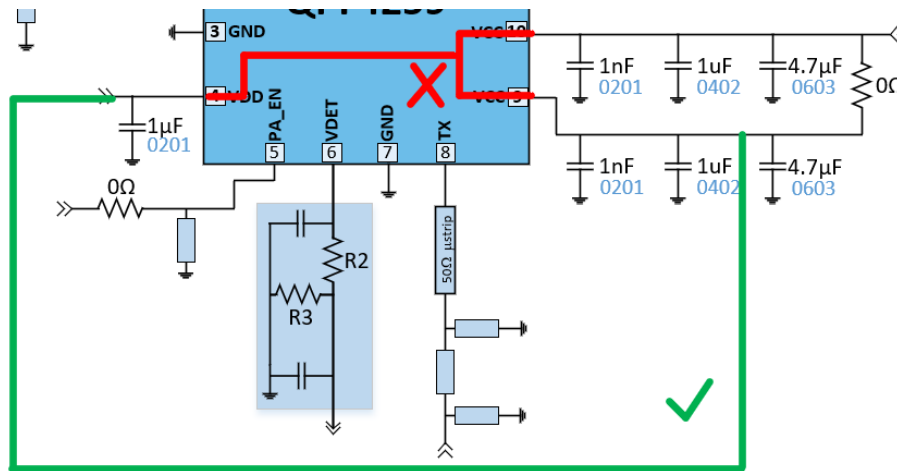 3 GND
VCC 10
4 VDD
VCC 9
PA_EN
VDET
GND
TX
5
6
7
8
1µF
0201
0Ω
R2
R3
50Ω µstrip
1nF
0201
1uF
0402
4.7µF
0603
0Ω
1nF
0201
1uF
0402
4.7µF
0603